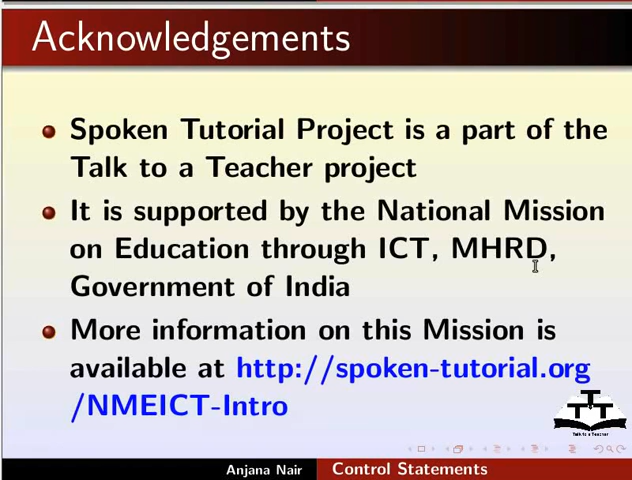 Acknowledgements
Spoken Tutorial Project is a part of the
Talk to a Teacher project
It is supported by the National Mission
on Education through ICT, MHRD,
Government of India
More information on this Mission is
available at http://spoken-tutorial.org
/NMEICT-Intro
TTT
Talk to a Teacher
Anjana Nair Control Statements